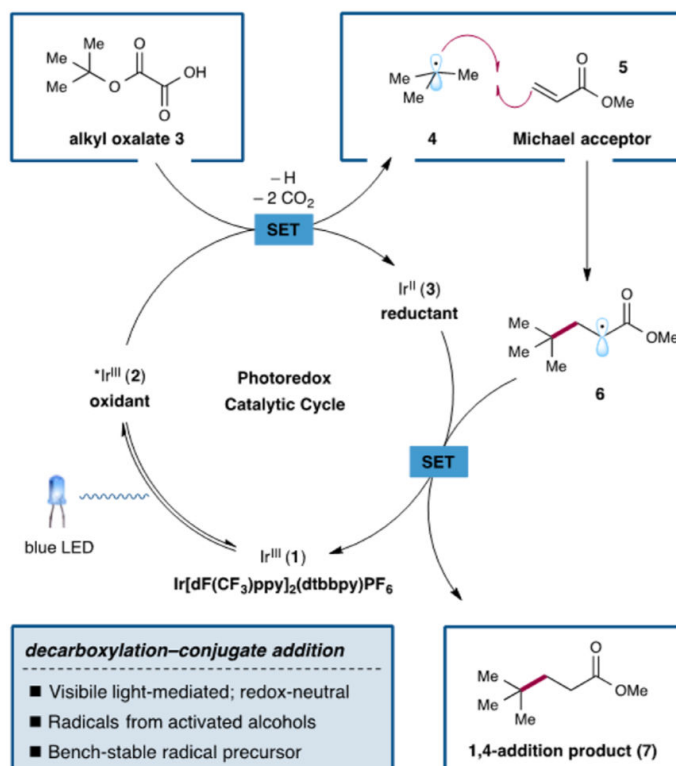 Me
Me
Me
O
O
O
OH
alkyl oxalate 3
Me
Me
Me
4
O
5
OMe
Michael acceptor
– H
– 2 CO2
SET
IrII (3)
reductant
*IrIII (2)
oxidant
Photoredox
Catalytic Cycle
Me
Me
Me
O
OMe
6
SET
blue LED
IrIII (1)
Ir[dF(CF3)ppy]2(dtbbpy)PF6
decarboxylation–conjugate addition
■ Visibile light-mediated; redox-neutral
■ Radicals from activated alcohols
■ Bench-stable radical precursor
Me
Me
Me
O
OMe
1,4-addition product (7)